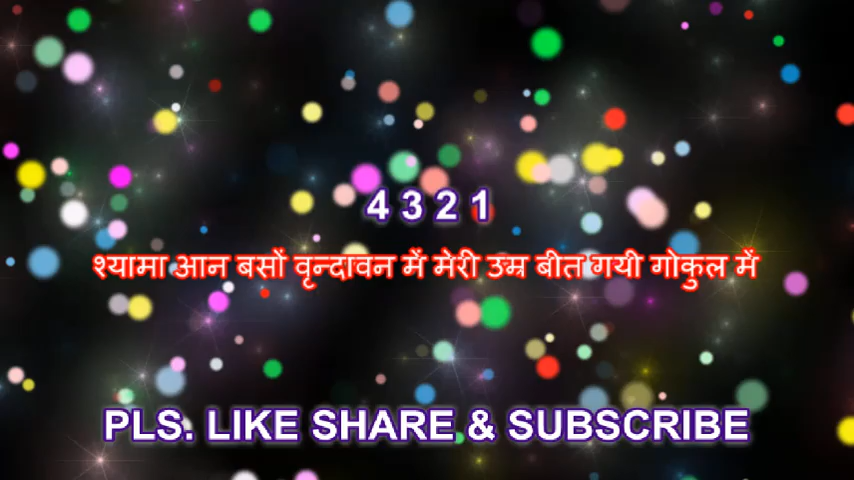 4 3 2 1
श्यामा आन बसों वृन्दावन में मेरी उम्र बीत गयी गोकुल में
PLS. LIKE SHARE & SUBSCRIBE